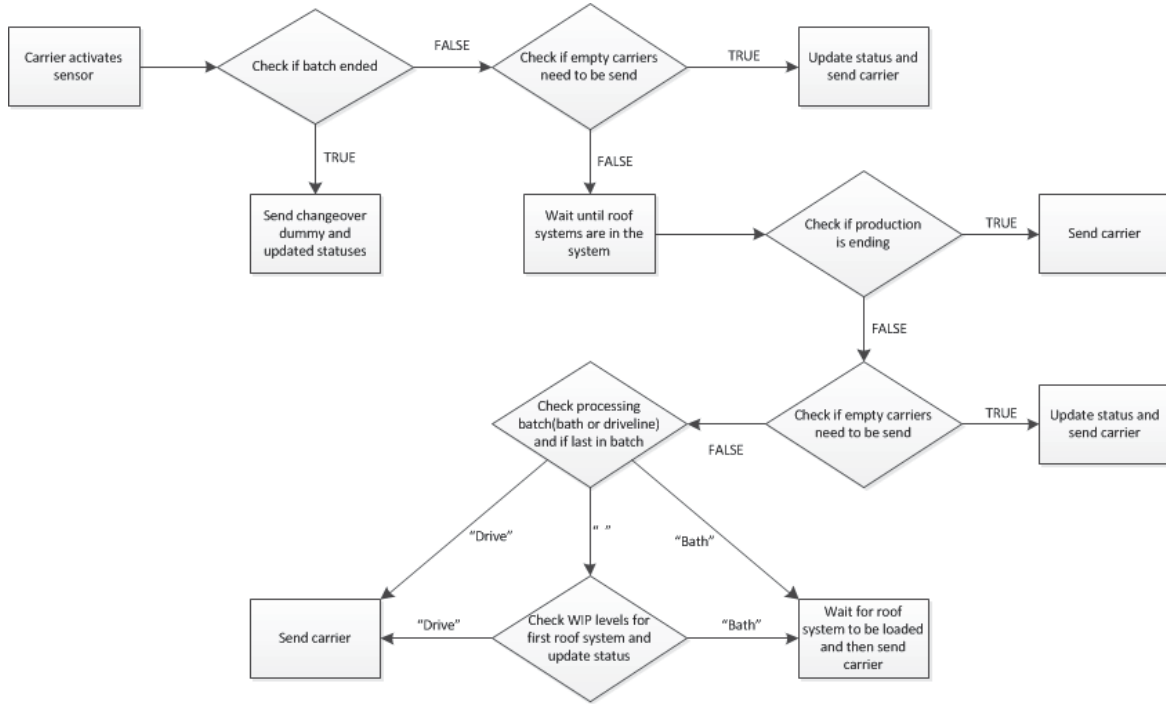 Carrier activates
sensor
Check if batch ended
FALSE
Check if empty carriers
need to be send
TRUE
Update status and
send carrier
TRUE
FALSE
Send changeover
dummy and
updated statuses
Wait until roof
systems are in the
system
Check if production
is ending
TRUE
Send carrier
FALSE
Check processing
batch(bath or driveline)
and if last in batch
FALSE
Check if empty carriers
need to be send
TRUE
Update status and
send carrier
"Drive"
" "
"Bath"
Send carrier
"Drive"
Check WIP levels for
first roof system and
update status
"Bath"
Wait for roof
system to be loaded
and then send
carrier